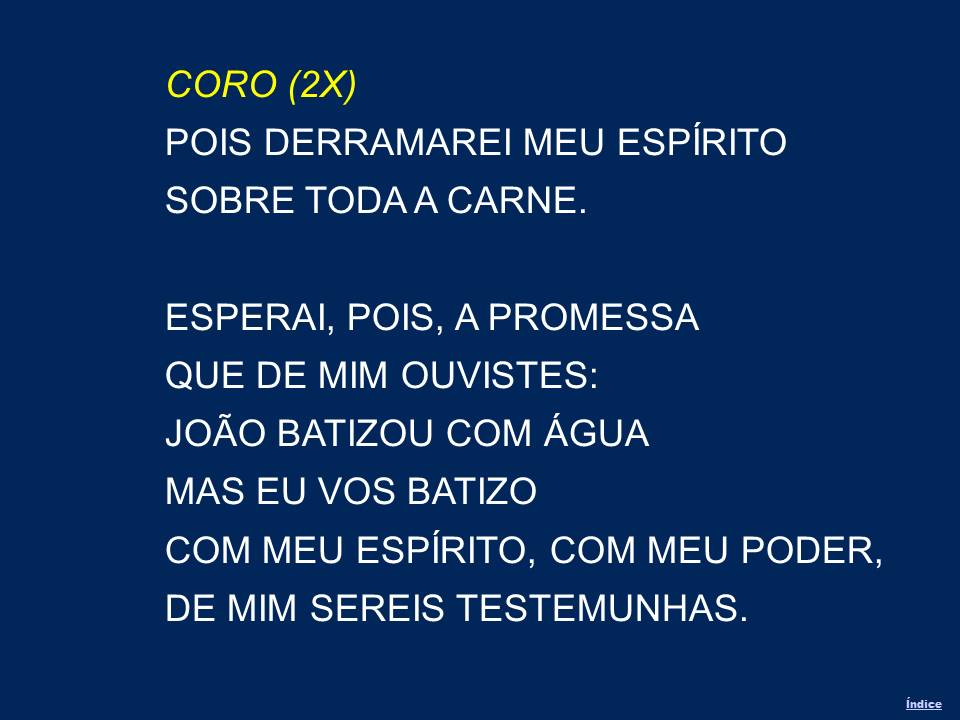 CORO (2X)
POIS DERRAMAREI MEU ESPÍRITO
SOBRE TODA A CARNE.
ESPERAI, POIS, A PROMESSA
QUE DE MIM OUVISTES:
JOÃO BATIZOU COM ÁGUA
MAS EU VOS BATIZO
COM MEU ESPÍRITO, COM MEU PODER,
DE MIM SEREIS TESTEMUNHAS.
Índice